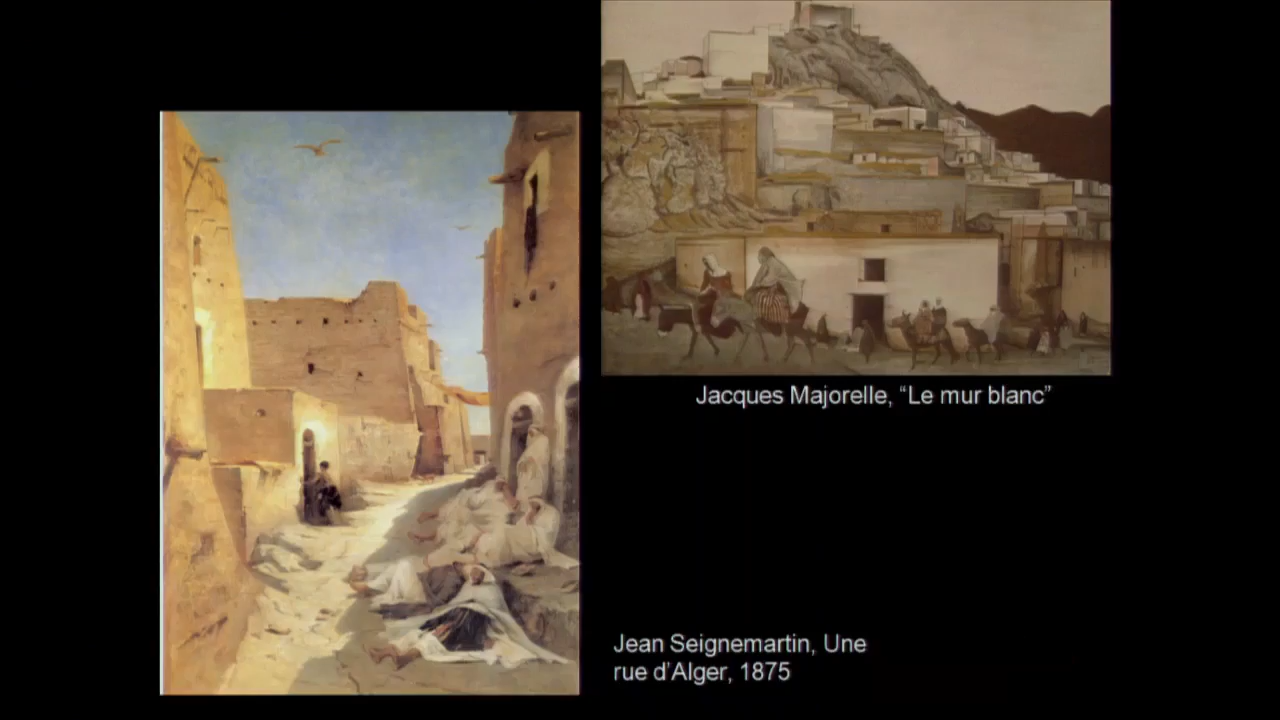 Jacques Majorelle, “Le mur blanc”
Jean Seignemartin, Une
rue d’Alger, 1875